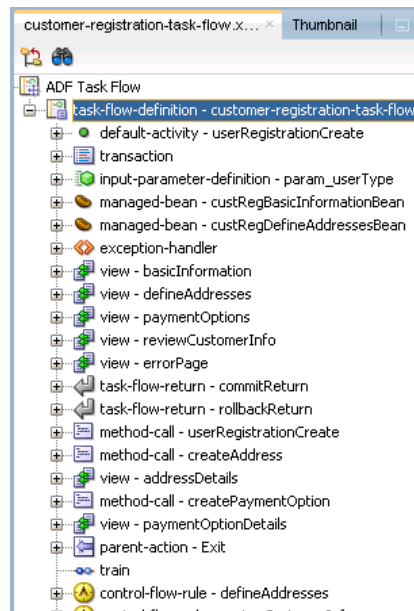 customer-registration-task-flow.x... Thumbnail
ADF Task Flow
task-flow-definition - customer-registration-task-flow
default-activity - userRegistrationCreate
transaction
input-parameter-definition - param_userType
managed-bean - custRegBasicInformationBean
managed-bean - custRegDefineAddressesBean
exception-handler
view - basicInformation
view - defineAddresses
view - paymentOptions
view - reviewCustomerInfo
view - errorPage
task-flow-return - commitReturn
task-flow-return - rollbackReturn
method-call - userRegistrationCreate
method-call - createAddress
view - addressDetails
method-call - createPaymentOption
view - paymentOptionDetails
parent-action - Exit
train
control-flow-rule - defineAddresses